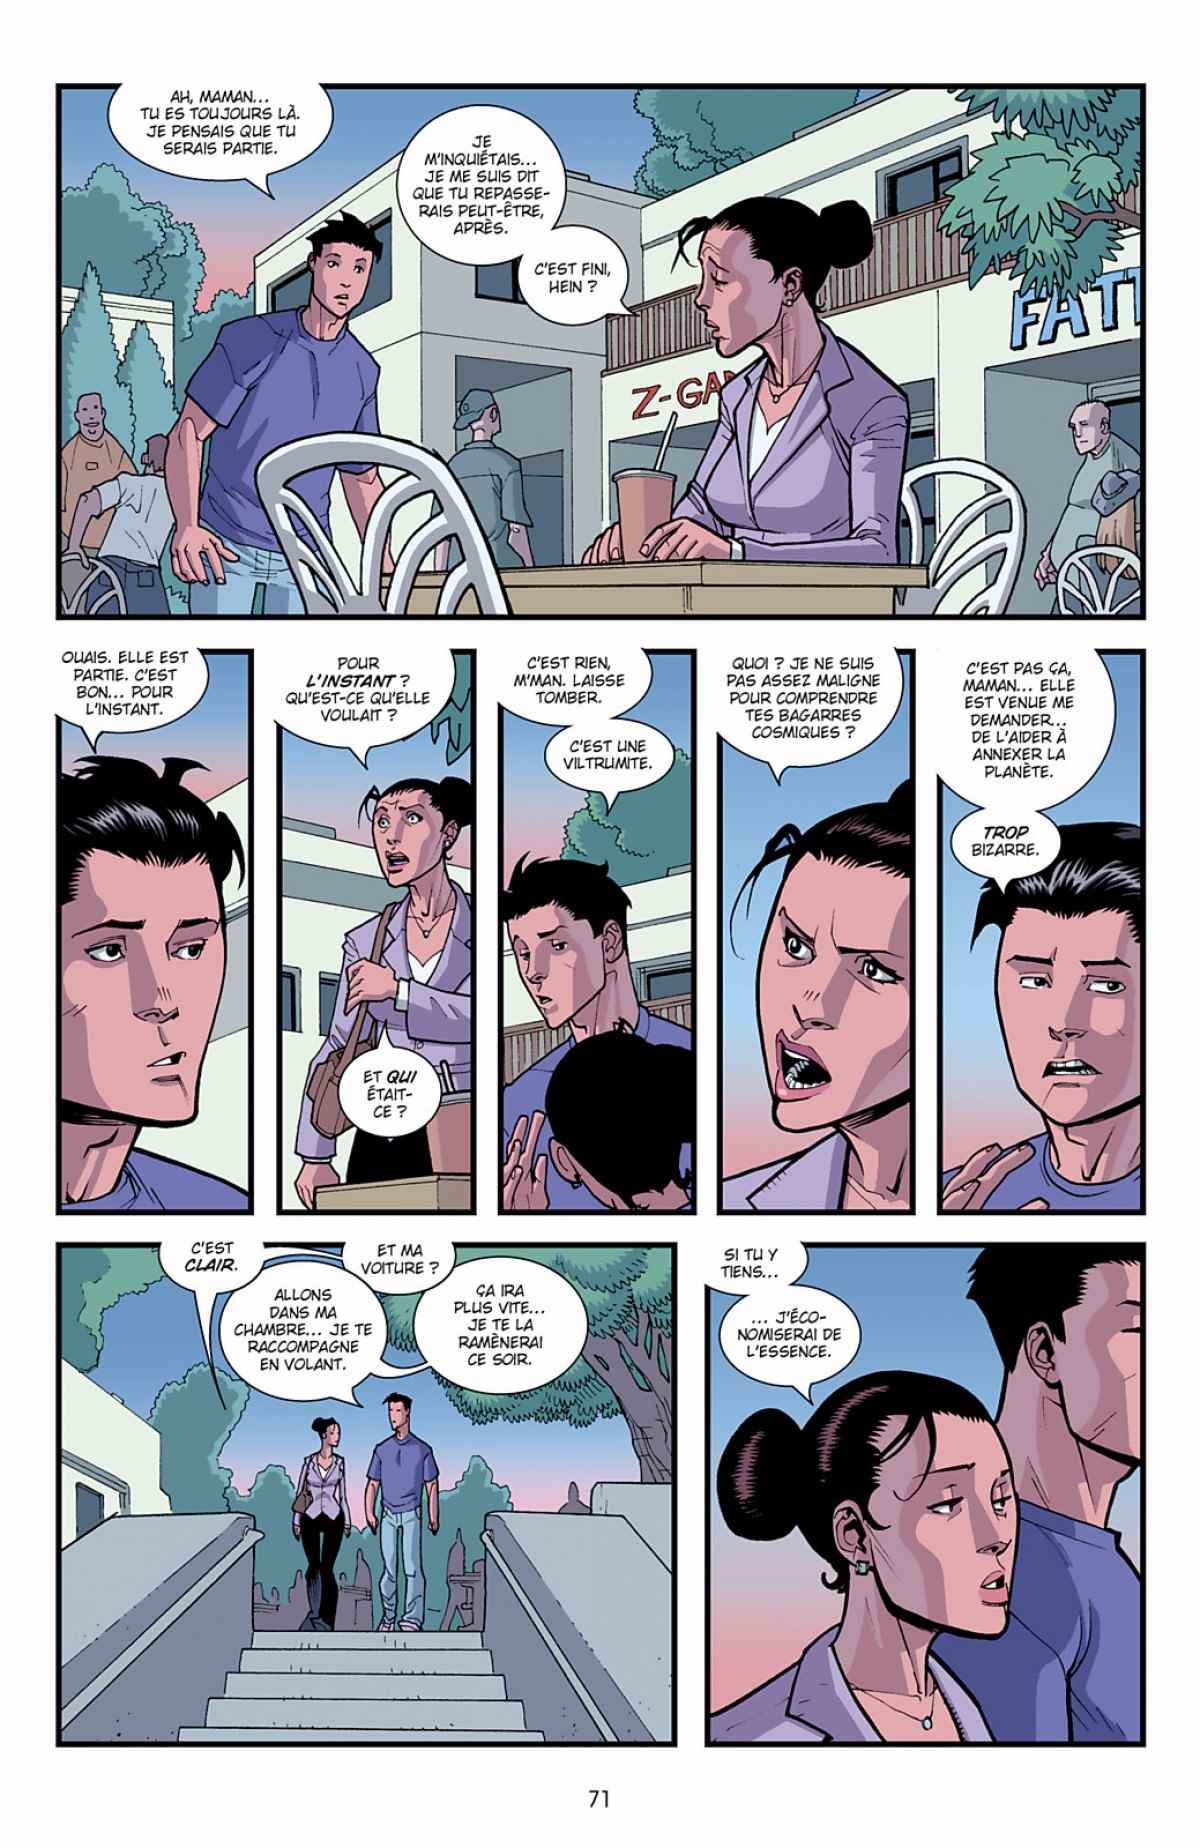 AH, MAMAN...
TU ES TOUJOURS LÀ.
JE PENSAIS QUE TU
SERAIS PARTIE.
JE
M'INQUIÉTAIS...
JE ME SUIS DIT
QUE TU REPASSE-
RAIS PEUT-ÊTRE,
APRÈS.
C'EST FINI,
HEIN ?
Z-GA
FATT
OUAIS. ELLE EST
PARTIE. C'EST
BON... POUR
L'INSTANT.
POUR
L'INSTANT ?
QU'EST-CE QU'ELLE
VOULAIT ?
ET QUI
ÉTAIT-
CE ?
C'EST RIEN,
M'MAN. LAISSE
TOMBER.
C'EST UNE
VILTRUMITE.
QUOI ? JE NE SUIS
PAS ASSEZ MALIGNE
POUR COMPRENDRE
TES BAGARRES
COSMIQUES ?
C'EST PAS ÇA,
MAMAN... ELLE
EST VENUE ME
DEMANDER...
DE L'AIDER À
ANNEXER LA
PLANÈTE.
TROP
BIZARRE.
C'EST
CLAIR.
ALLONS
DANS MA
CHAMBRE... JE TE
RACCOMPAGNE
EN VOLANT.
ET MA
VOITURE ?
ÇA IRA
PLUS VITE...
JE TE LA
RAMÈNERAI
CE SOIR.
SI TU Y
TIENS...
... J'ÉCO-
NOMISERAI DE
L'ESSENCE.
71